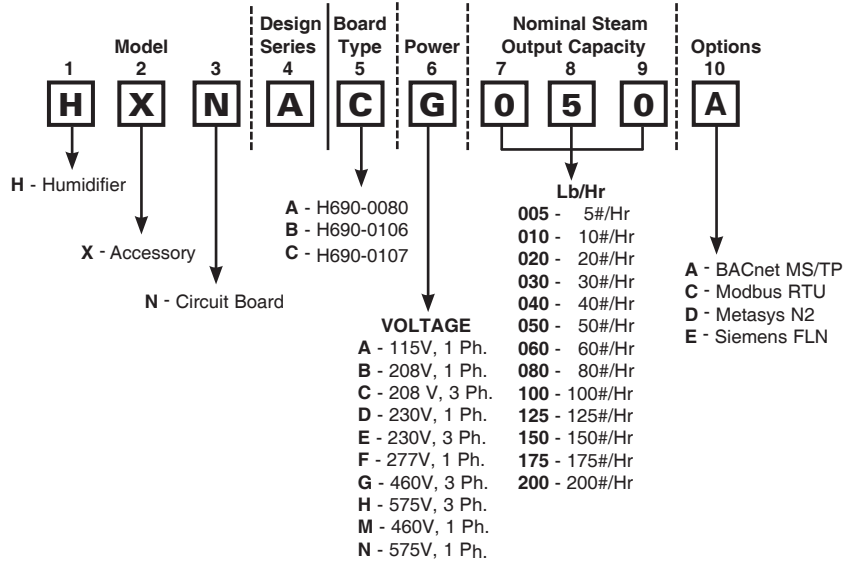 Model
Design Series
Board Type
Power
Nominal Steam Output Capacity
Options
1 2 3 4 5 6 7 8 9 10
H X N A C G 0 5 0 A
H - Humidifier
X - Accessory
N - Circuit Board
A - H690-0080
B - H690-0106
C - H690-0107
VOLTAGE
A - 115V, 1 Ph.
B - 208V, 1 Ph.
C - 208 V, 3 Ph.
D - 230V, 1 Ph.
E - 230V, 3 Ph.
F - 277V, 1 Ph.
G - 460V, 3 Ph.
H - 575V, 3 Ph.
M - 460V, 1 Ph.
N - 575V, 1 Ph.
Lb/Hr
005 - 5#/Hr
010 - 10#/Hr
020 - 20#/Hr
030 - 30#/Hr
040 - 40#/Hr
050 - 50#/Hr
060 - 60#/Hr
080 - 80#/Hr
100 - 100#/Hr
125 - 125#/Hr
150 - 150#/Hr
175 - 175#/Hr
200 - 200#/Hr
A - BACnet MS/TP
C - Modbus RTU
D - Metasys N2
E - Siemens FLN